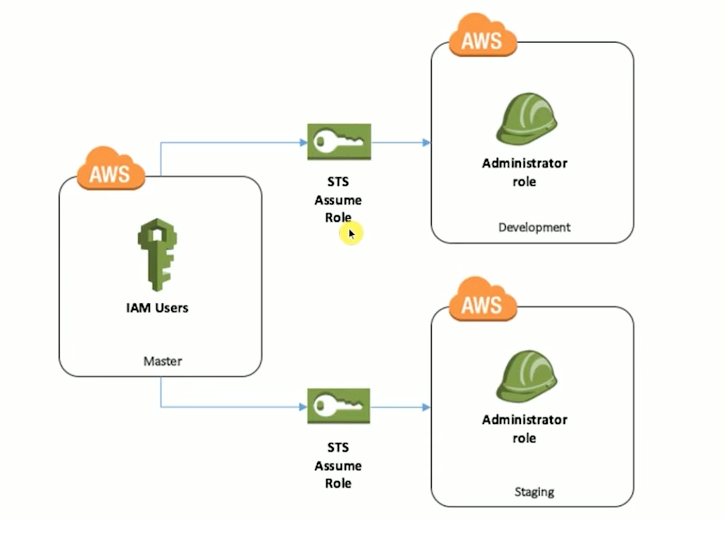 AWS
Administrator
role
Development
STS
Assume
Role
AWS
IAM Users
Master
AWS
Administrator
role
Staging
STS
Assume
Role